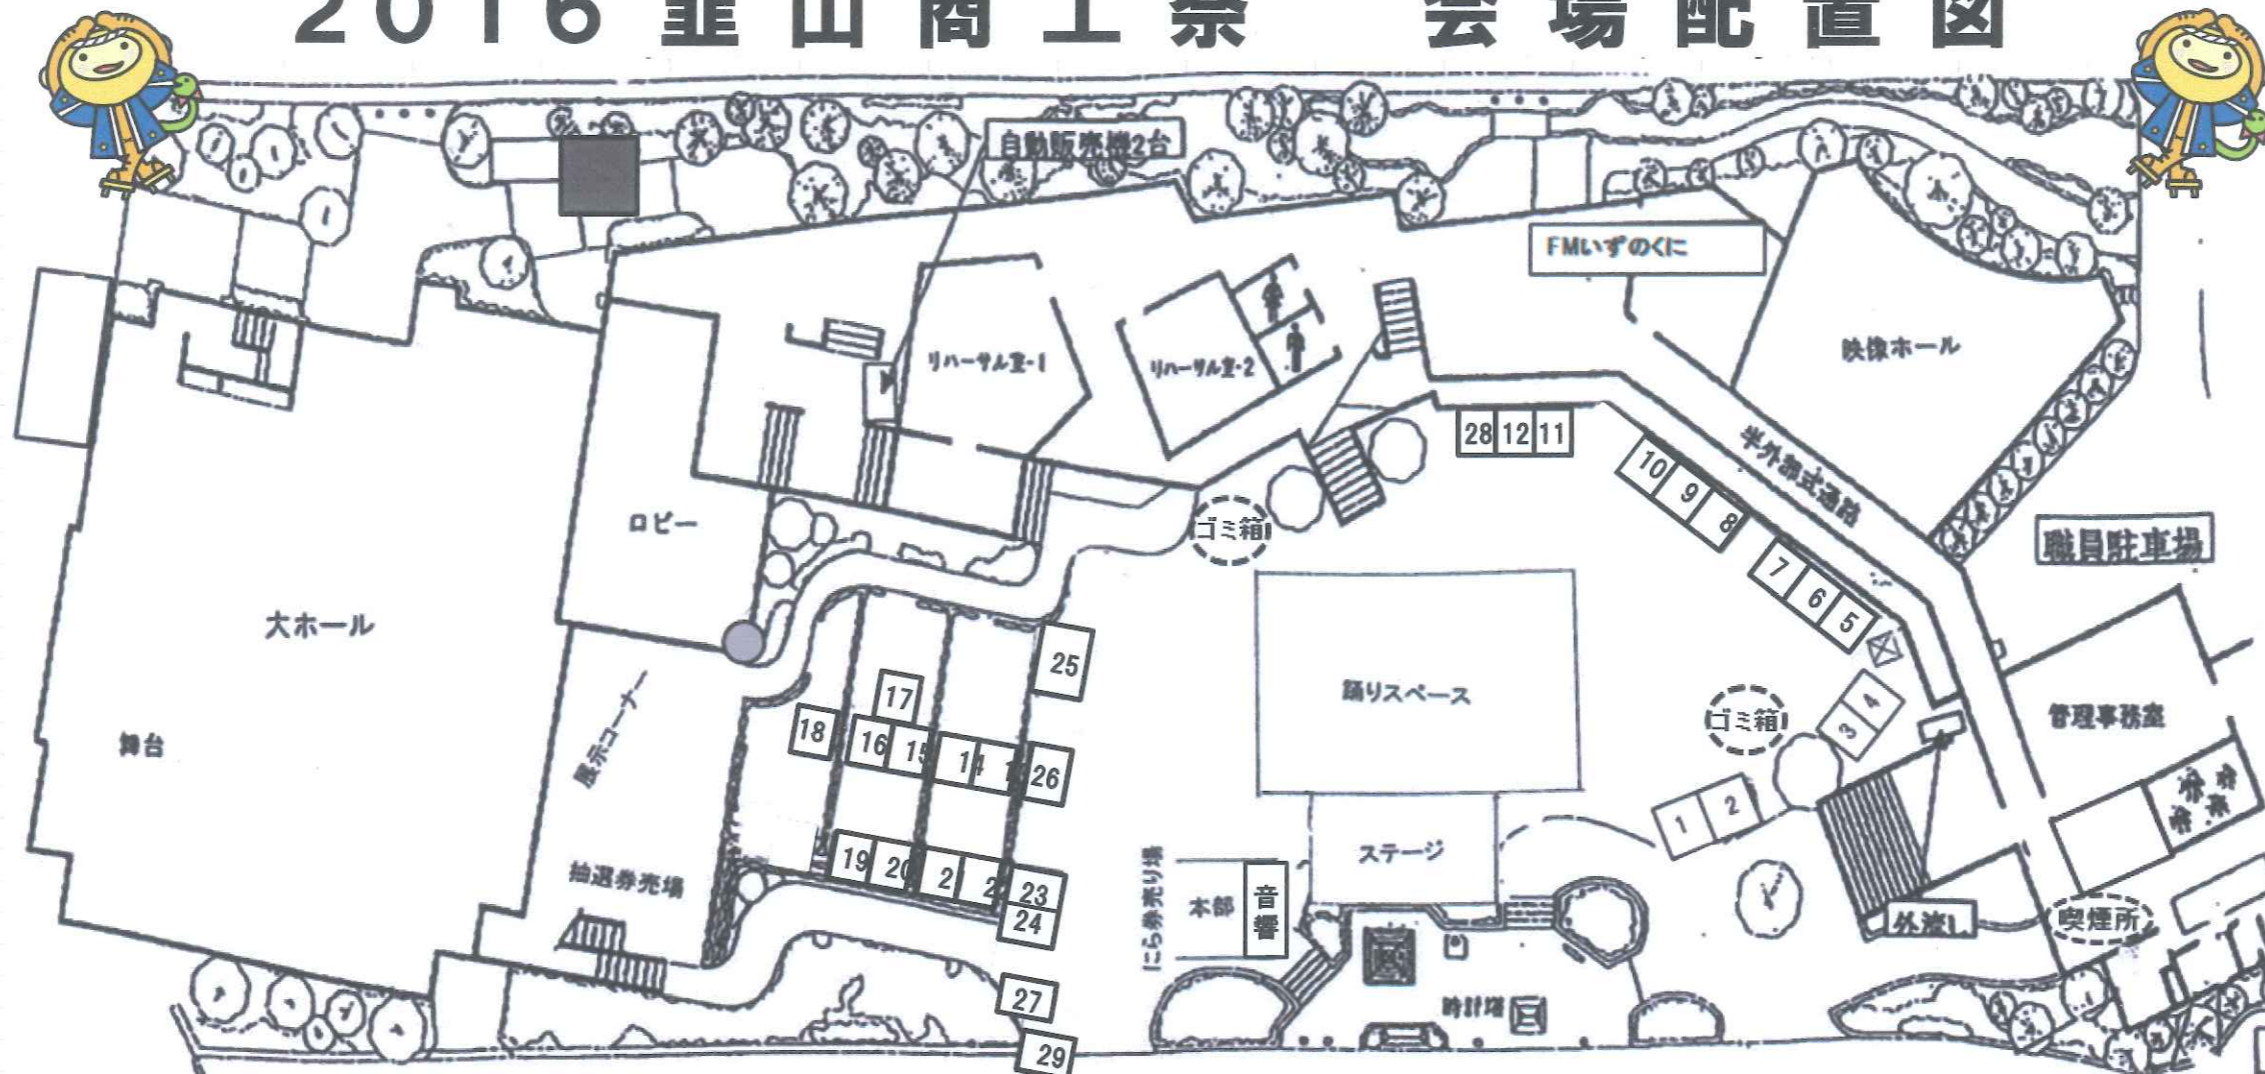 2016韮山商工祭　会場配置図
自動販売機2台
FMいずのくに
リハーサル室・1
リハーサル室・2
映像ホール
28 12 11
半外部式通路
10 9 8
ゴミ箱
ロビー
職員駐車場
7 6 5
大ホール
25
踊りスペース
17
展示コーナー
18
16 15
14
26
舞台
ゴミ箱
3 4
管理事務室
1 2
ステージ
19 20
23
24
抽選券売場
にら券売り場
本部
音響
喫煙所
27
時計塔
29